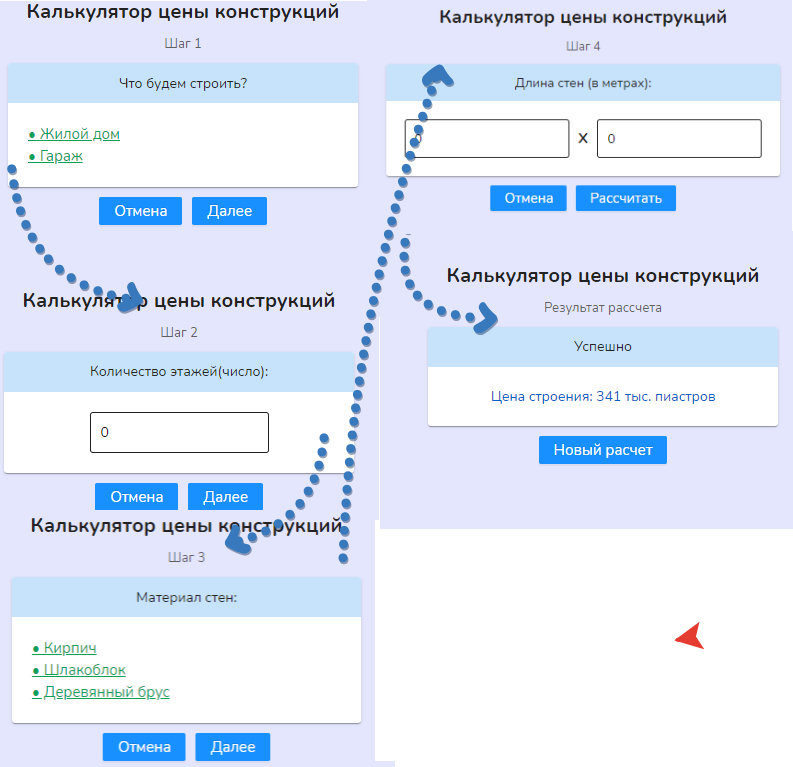 Калькулятор цены конструкций
Шаг 1
Что будем строить?
• Жилой дом
• Гараж
Отмена Далее
Калькулятор цены конструкций
Шаг 2
Количество этажей(число):
0
Отмена Далее
Калькулятор цены конструкций
Шаг 3
Материал стен:
• Кирпич
• Шлакоблок
• Деревянный брус
Отмена Далее
Калькулятор цены конструкций
Шаг 4
Длина стен (в метрах):
0 x 0
Отмена Рассчитать
Калькулятор цены конструкций
Результат рассчета
Успешно
Цена строения: 341 тыс. пиастров
Новый расчет